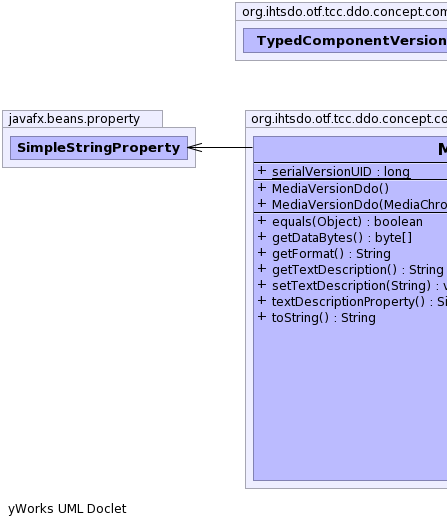 org.ihtsdo.otf.tcc.ddo.concept.com
TypedComponentVersion
javafx.beans.property
SimpleStringProperty
org.ihtsdo.otf.tcc.ddo.concept.co
M
+ serialVersionUID : long
+ MediaVersionDdo()
+ MediaVersionDdo(MediaChro
+ equals(Object) : boolean
+ getDataBytes() : byte[]
+ getFormat() : String
+ getTextDescription() : String
+ setTextDescription(String) : v
+ textDescriptionProperty() : Si
+ toString() : String
yWorks UML Doclet